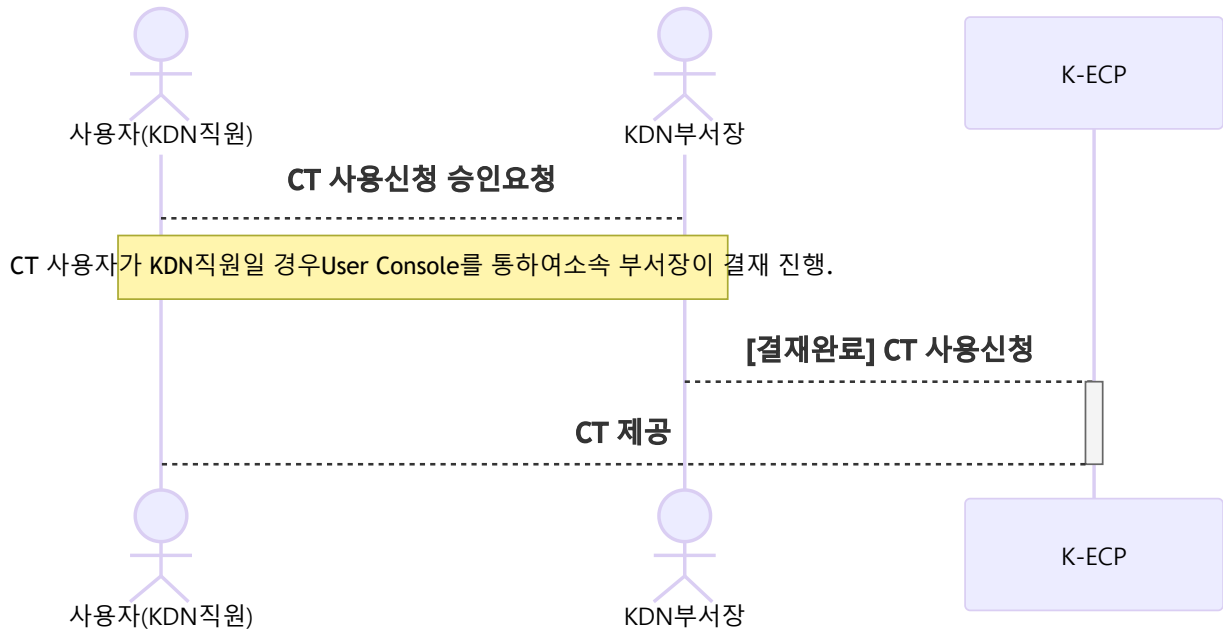 사용자(KDN직원)
KDN부서장
K-ECP
CT 사용신청 승인요청
CT 사용자가 KDN직원일 경우User Console를 통하여소속 부서장이 결재 진행.
[결재완료] CT 사용신청
CT 제공
사용자(KDN직원)
KDN부서장
K-ECP